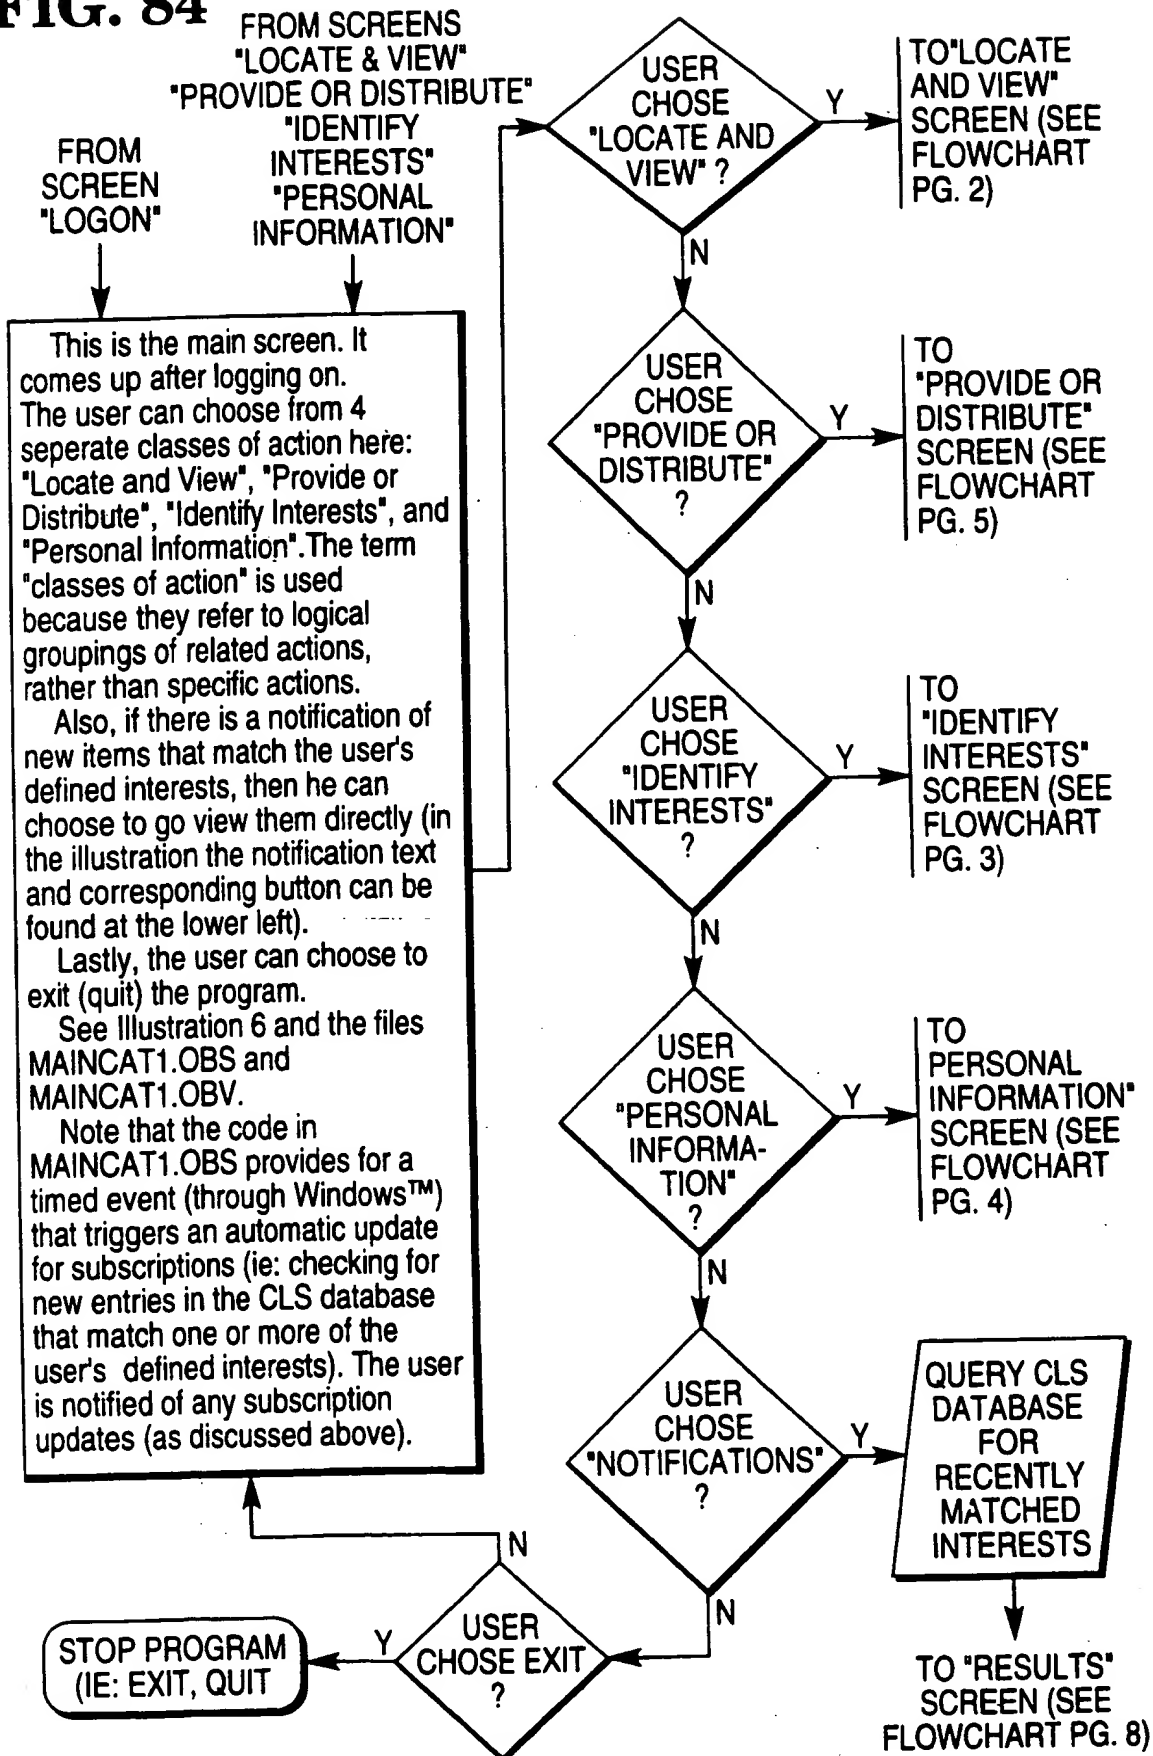 FIG. 84
FROM SCREENS
"LOCATE & VIEW"
"PROVIDE OR DISTRIBUTE"
"IDENTIFY
INTERESTS"
"PERSONAL
INFORMATION"
FROM
SCREEN
"LOGON"
This is the main screen. It
comes up after logging on.
The user can choose from 4
seperate classes of action here:
"Locate and View", "Provide or
Distribute", "Identify Interests", and
"Personal Information".The term
"classes of action" is used
because they refer to logical
groupings of related actions,
rather than specific actions.
Also, if there is a notification of
new items that match the user's
defined interests, then he can
choose to go view them directly (in
the illustration the notification text
and corresponding button can be
found at the lower left).
Lastly, the user can choose to
exit (quit) the program.
See Illustration 6 and the files
MAINCAT1.OBS and
MAINCAT1.OBV.
Note that the code in
MAINCAT1.OBS provides for a
timed event (through Windows™)
that triggers an automatic update
for subscriptions (ie: checking for
new entries in the CLS database
that match one or more of the
user's defined interests). The user
is notified of any subscription
updates (as discussed above).
USER
CHOSE
"LOCATE AND
VIEW" ?
Y
TO"LOCATE
AND VIEW"
SCREEN (SEE
FLOWCHART
PG. 2)
N
USER
CHOSE
"PROVIDE OR
DISTRIBUTE"
?
Y
TO
"PROVIDE OR
DISTRIBUTE"
SCREEN (SEE
FLOWCHART
PG. 5)
N
USER
CHOSE
"IDENTIFY
INTERESTS"
?
Y
TO
"IDENTIFY
INTERESTS"
SCREEN (SEE
FLOWCHART
PG. 3)
N
USER
CHOSE
"PERSONAL
INFORMA-
TION"
?
Y
TO
PERSONAL
INFORMATION"
SCREEN (SEE
FLOWCHART
PG. 4)
N
USER
CHOSE
"NOTIFICATIONS"
?
Y
QUERY CLS
DATABASE
FOR
RECENTLY
MATCHED
INTERESTS
TO "RESULTS"
SCREEN (SEE
FLOWCHART PG. 8)
N
USER
CHOSE EXIT
?
N
Y
STOP PROGRAM
(IE: EXIT, QUIT